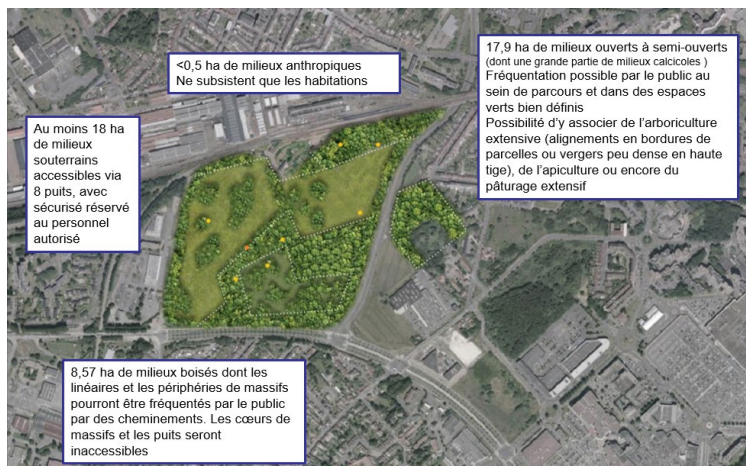 <0,5 ha de milieux anthropiques
Ne subsistent que les habitations
17,9 ha de milieux ouverts à semi-ouverts
(dont une grande partie de milieux calcicoles )
Fréquentation possible par le public au
sein de parcours et dans des espaces
verts bien définis
Possibilité d'y associer de l'arboriculture
extensive (alignements en bordures de
parcelles ou vergers peu dense en haute
tige), de l'apiculture ou encore du
pâturage extensif
Au moins 18 ha
de milieux
souterrains
accessibles via
8 puits, avec
sécurisé réservé
au personnel
autorisé
8,57 ha de milieux boisés dont les
linéaires et les périphéries de massifs
pourront être fréquentés par le public
par des cheminements. Les cœurs de
massifs et les puits seront
inaccessibles